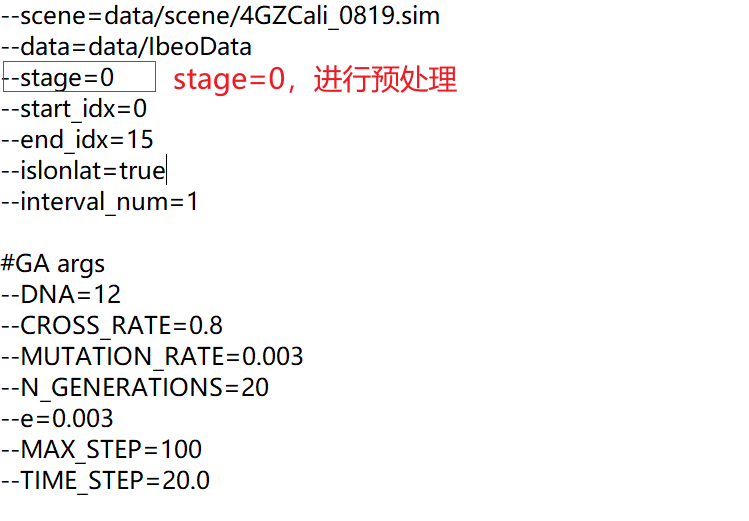 --scene=data/scene/4GZCali_0819.sim
--data=data/IbeoData
--stage=0 stage=0，进行预处理
--start_idx=0
--end_idx=15
--islonlat=true
--interval_num=1
#GA args
--DNA=12
--CROSS_RATE=0.8
--MUTATION_RATE=0.003
--N_GENERATIONS=20
--e=0.003
--MAX_STEP=100
--TIME_STEP=20.0